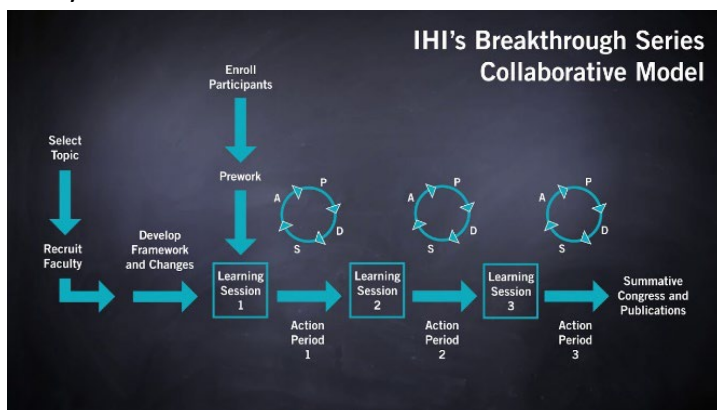 IHI's Breakthrough Series
Collaborative Model
Enroll
Participants
Select
Topic
Prework
P
A
D
S
P
A
D
S
P
A
D
S
Recruit
Faculty
Develop
Framework
and Changes
Learning
Session
1
Learning
Session
2
Learning
Session
3
Summative
Congress and
Publications
Action
Period
1
Action
Period
2
Action
Period
3